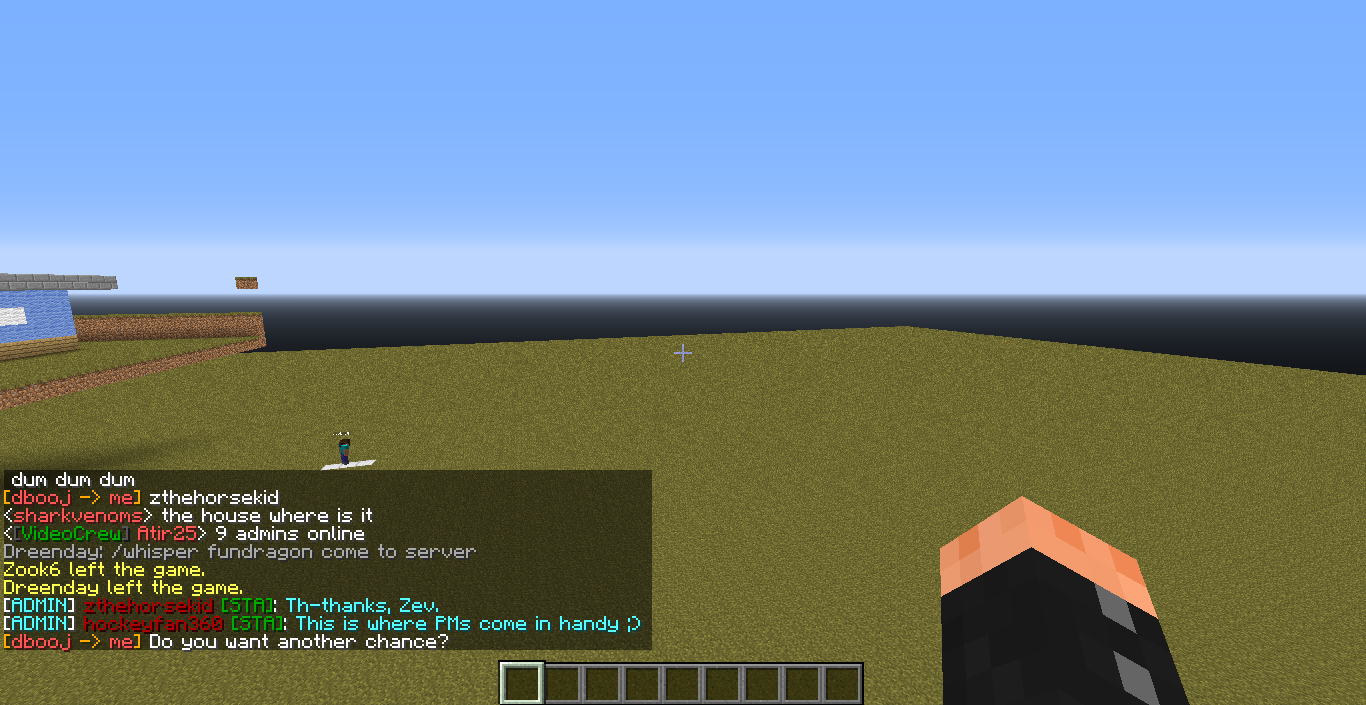 dum dum dum
[dbooj -> me] zthehorsekid
<sharkvenoms> the house where is it
<[VideoCrew] Atir25> 9 admins online
Dreenday: /whisper fundragon come to server
Zook6 left the game.
Dreenday left the game.
[ADMIN] zthehorsekid [STA]: Th-thanks, Zev.
[ADMIN] hockeyfan360 [STA]: This is where PMs come in handy ;)
[dbooj -> me] Do you want another chance?